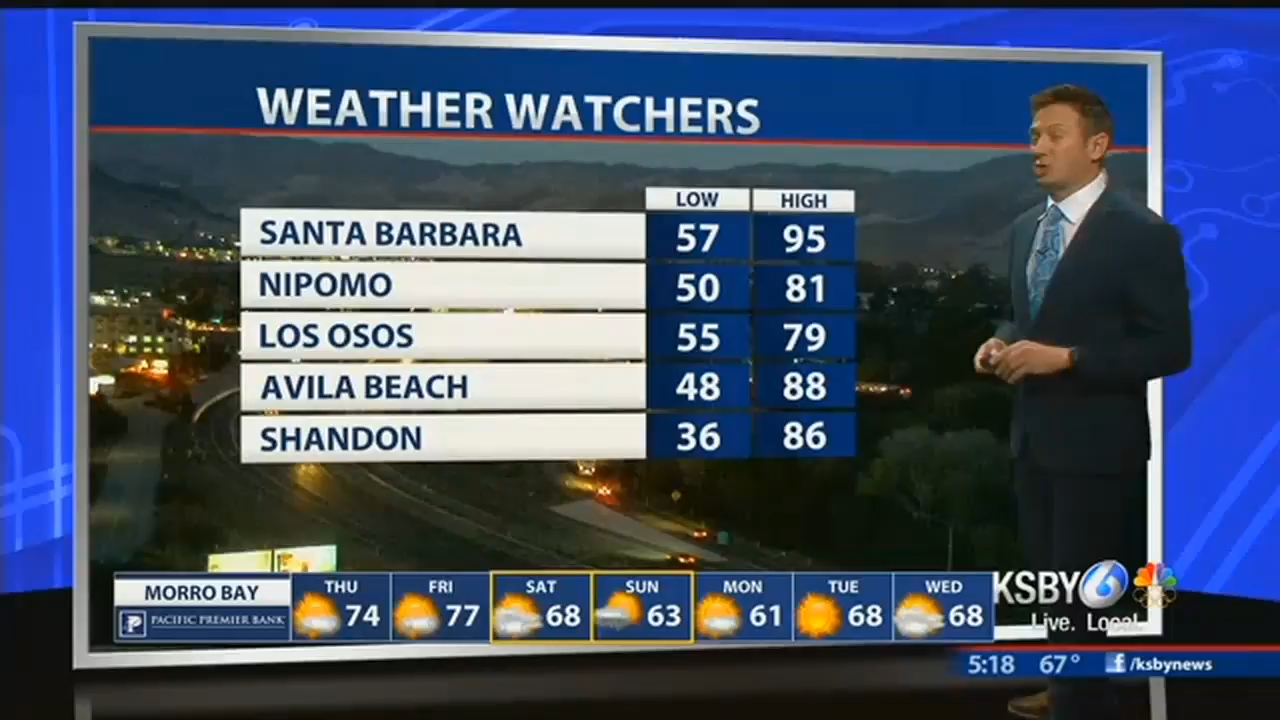 WEATHER WATCHERS
LOW HIGH
SANTA BARBARA 57 95
NIPOMO 50 81
LOS OSOS 55 79
AVILA BEACH 48 88
SHANDON 36 86
MORRO BAY THU FRI SAT SUN MON TUE WED
P PACIFIC PREMIER BANK 74 77 68 63 61 68 68
KSBY 6
Live. Local.
5:18 67° f /ksbynews